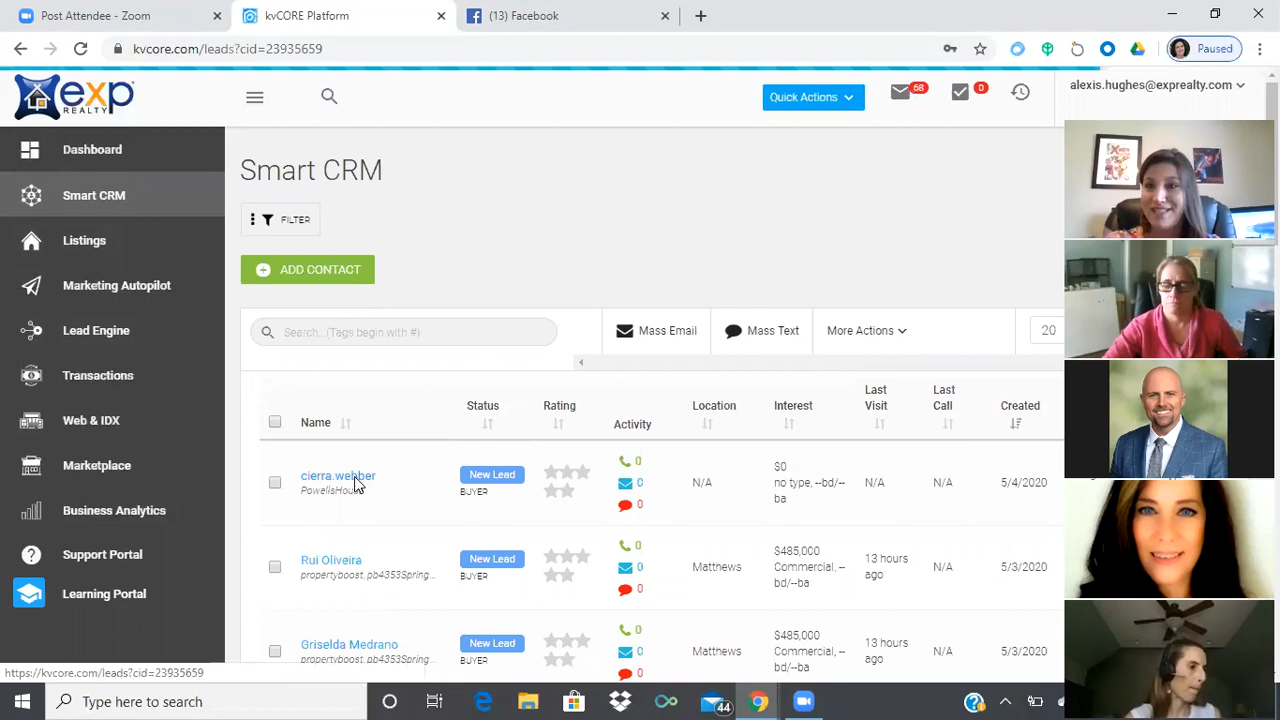 Post Attendee - Zoom
kvCORE Platform
(13) Facebook
kvcore.com/leads?cid=23935659
Paused
exp
REALTY
Quick Actions
68
0
alexis.hughes@exprealty.com
Dashboard
Smart CRM
Listings
Marketing Autopilot
Lead Engine
Transactions
Web & IDX
Marketplace
Business Analytics
Support Portal
Learning Portal
Smart CRM
FILTER
ADD CONTACT
Search...(Tags begin with #)
Mass Email
Mass Text
More Actions
20
Name
Status
Rating
Activity
Location
Interest
Last Visit
Last Call
Created
cierra.webber
New Lead
BUYER
0
0
0
N/A
$0
no type, --bd/--
ba
N/A
N/A
5/4/2020
Rui Oliveira
propertyboost, pb4353Spring...
New Lead
BUYER
0
0
0
Matthews
$485,000
Commercial, --
bd/--ba
13 hours
ago
N/A
5/3/2020
Griselda Medrano
propertyboost, pb4353Spring...
New Lead
BUYER
0
0
0
Matthews
$485,000
Commercial, --
bd/--ba
13 hours
ago
N/A
5/3/2020
https://kvcore.com/leads?cid=23935659
Type here to search
44